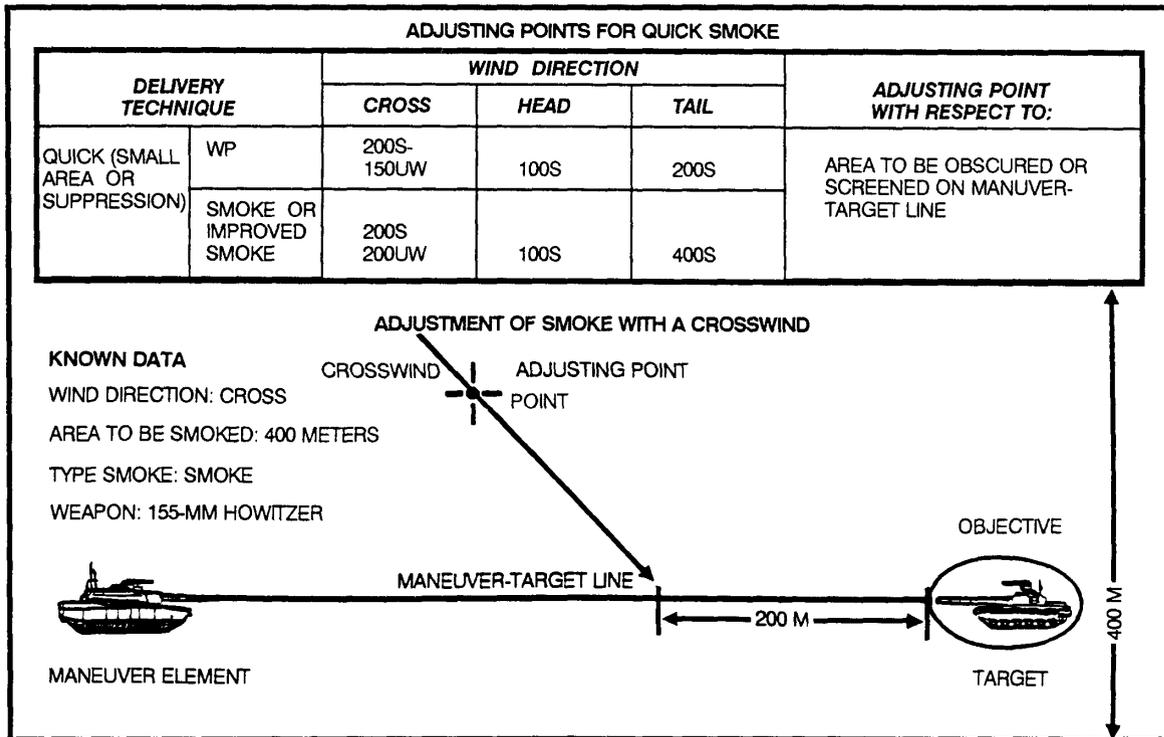 ADJUSTING POINTS FOR QUICK SMOKE
DELIVERY TECHNIQUE
WIND DIRECTION
CROSS HEAD TAIL
ADJUSTING POINT WITH RESPECT TO:
QUICK (SMALL
AREA OR
SUPPRESSION)
WP
200S-
150UW
100S
200S
AREA TO BE OBSCURED OR
SCREENED ON MANUVER-
TARGET LINE
SMOKE OR
IMPROVED
SMOKE
200S
200UW
100S
400S
ADJUSTMENT OF SMOKE WITH A CROSSWIND
KNOWN DATA
WIND DIRECTION: CROSS
AREA TO BE SMOKED: 400 METERS
TYPE SMOKE: SMOKE
WEAPON: 155-MM HOWITZER
CROSSWIND
ADJUSTING POINT
POINT
MANEUVER-TARGET LINE
200 M
OBJECTIVE
400 M
MANEUVER ELEMENT
TARGET